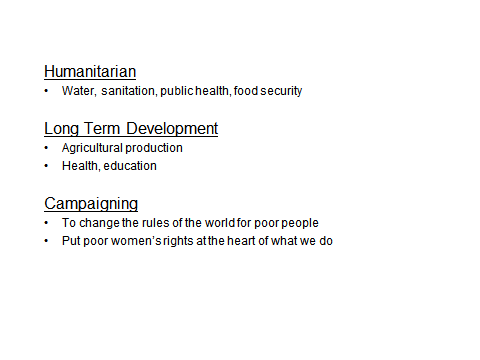 Humanitarian
• Water, sanitation, public health, food security
Long Term Development
• Agricultural production
• Health, education
Campaigning
• To change the rules of the world for poor people
• Put poor women's rights at the heart of what we do